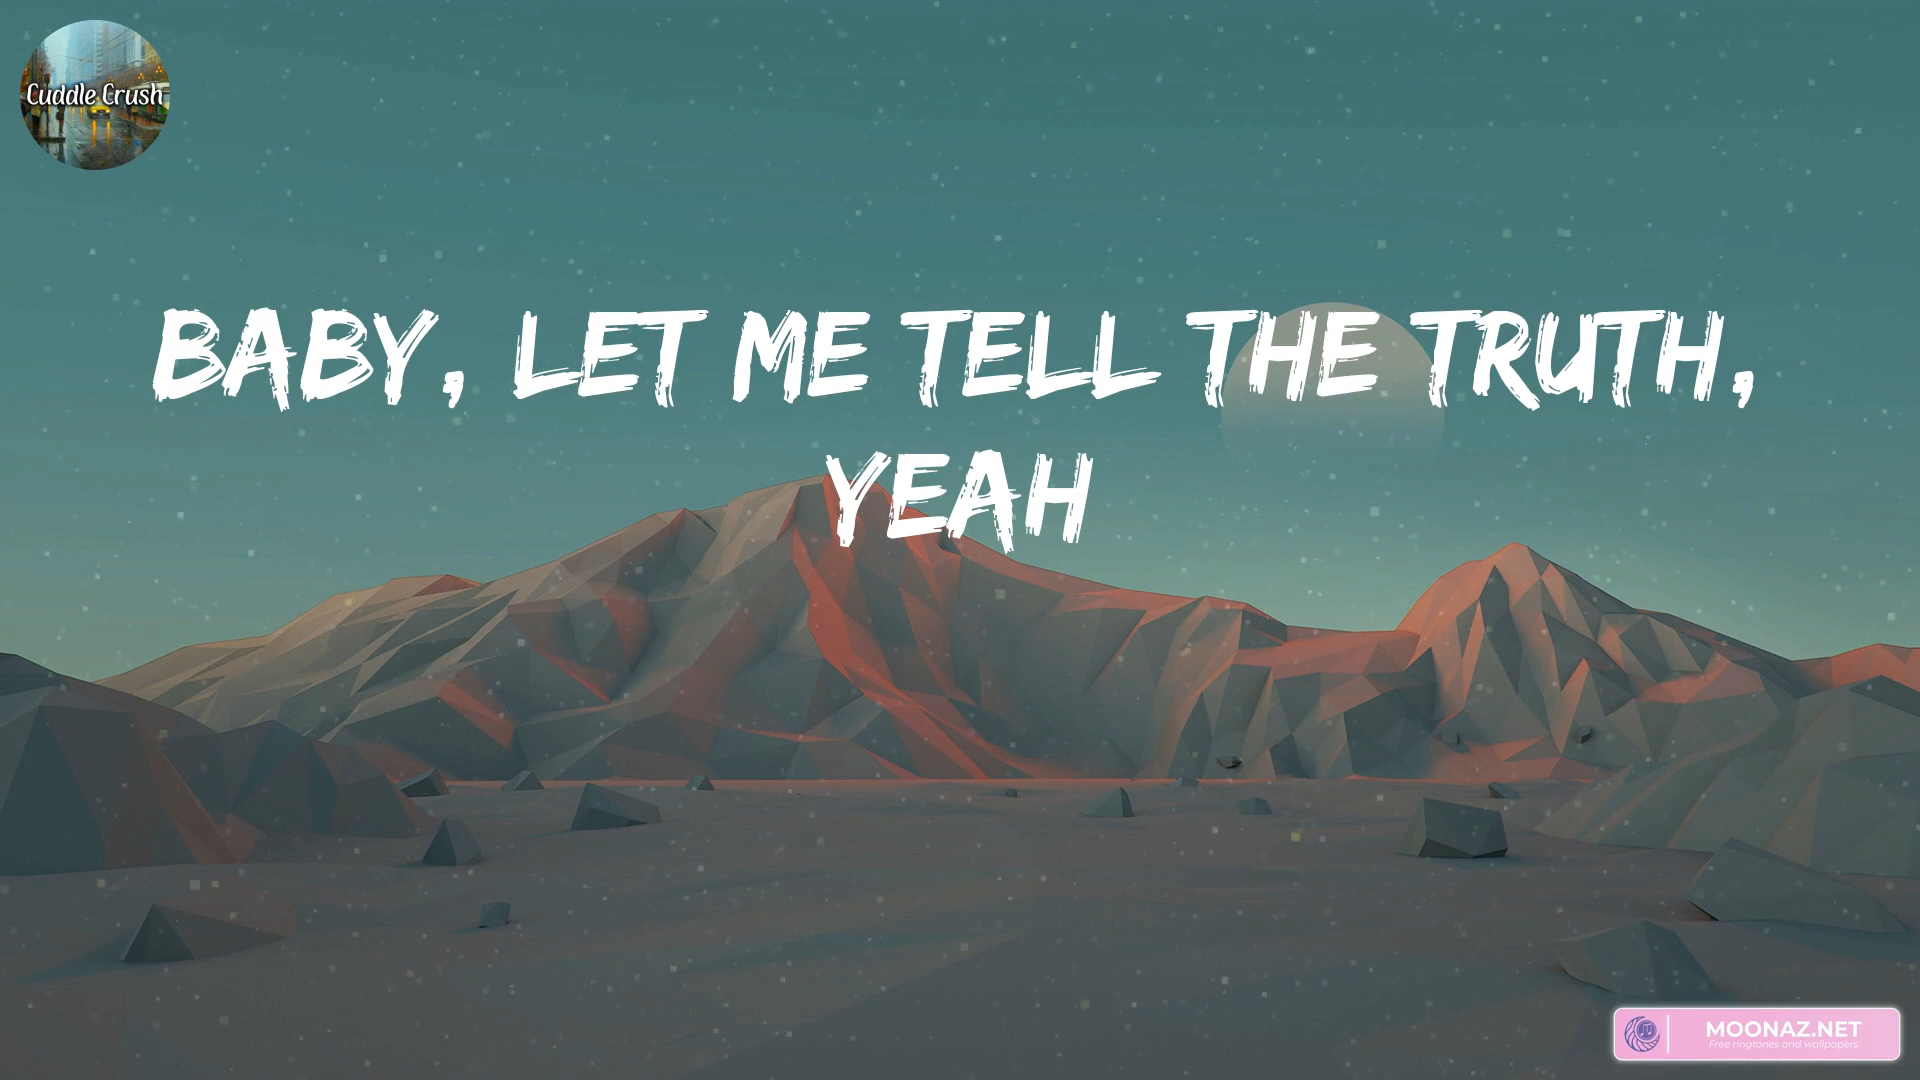 Cuddle Crush
BABY, LET ME TELL THE TRUTH,
YEAH
MOONAZ.NET
Free ringtones and wallpapers